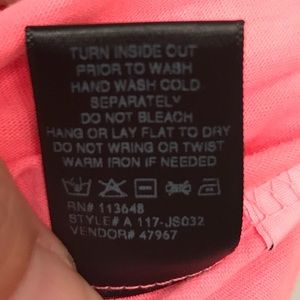 TURN INSIDE OUT
PRIOR TO WASH
HAND WASH COLD
SEPARATELY
DO NOT BLEACH
HANG OR LAY FLAT TO DRY
DO NOT WRING OR TWIST
WARM IRON IF NEEDED
RN# 113648
STYLE# A 117-JS032
VENDOR# 47967